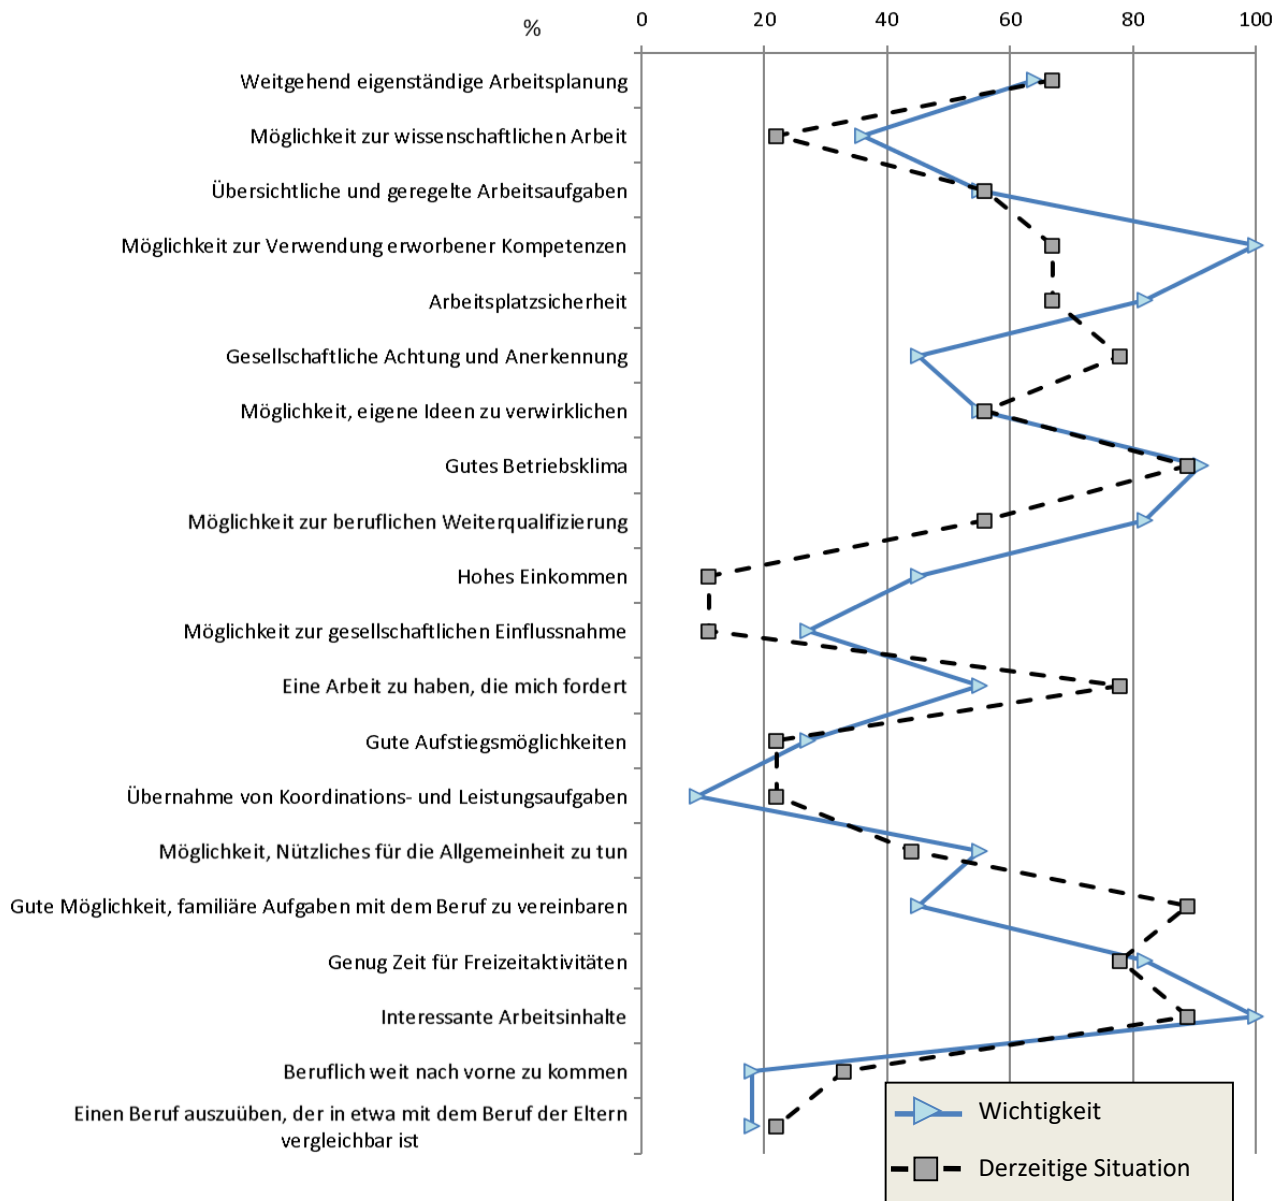 % 0 20 40 60 80 100
Weitgehend eigenständige Arbeitsplanung
Möglichkeit zur wissenschaftlichen Arbeit
Übersichtliche und geregelte Arbeitsaufgaben
Möglichkeit zur Verwendung erworbener Kompetenzen
Arbeitsplatzsicherheit
Gesellschaftliche Achtung und Anerkennung
Möglichkeit, eigene Ideen zu verwirklichen
Gutes Betriebsklima
Möglichkeit zur beruflichen Weiterqualifizierung
Hohes Einkommen
Möglichkeit zur gesellschaftlichen Einflussnahme
Eine Arbeit zu haben, die mich fordert
Gute Aufstiegsmöglichkeiten
Übernahme von Koordinations- und Leistungsaufgaben
Möglichkeit, Nützliches für die Allgemeinheit zu tun
Gute Möglichkeit, familiäre Aufgaben mit dem Beruf zu vereinbaren
Genug Zeit für Freizeitaktivitäten
Interessante Arbeitsinhalte
Beruflich weit nach vorne zu kommen
Einen Beruf auszuüben, der in etwa mit dem Beruf der Eltern
vergleichbar ist
Wichtigkeit
Derzeitige Situation